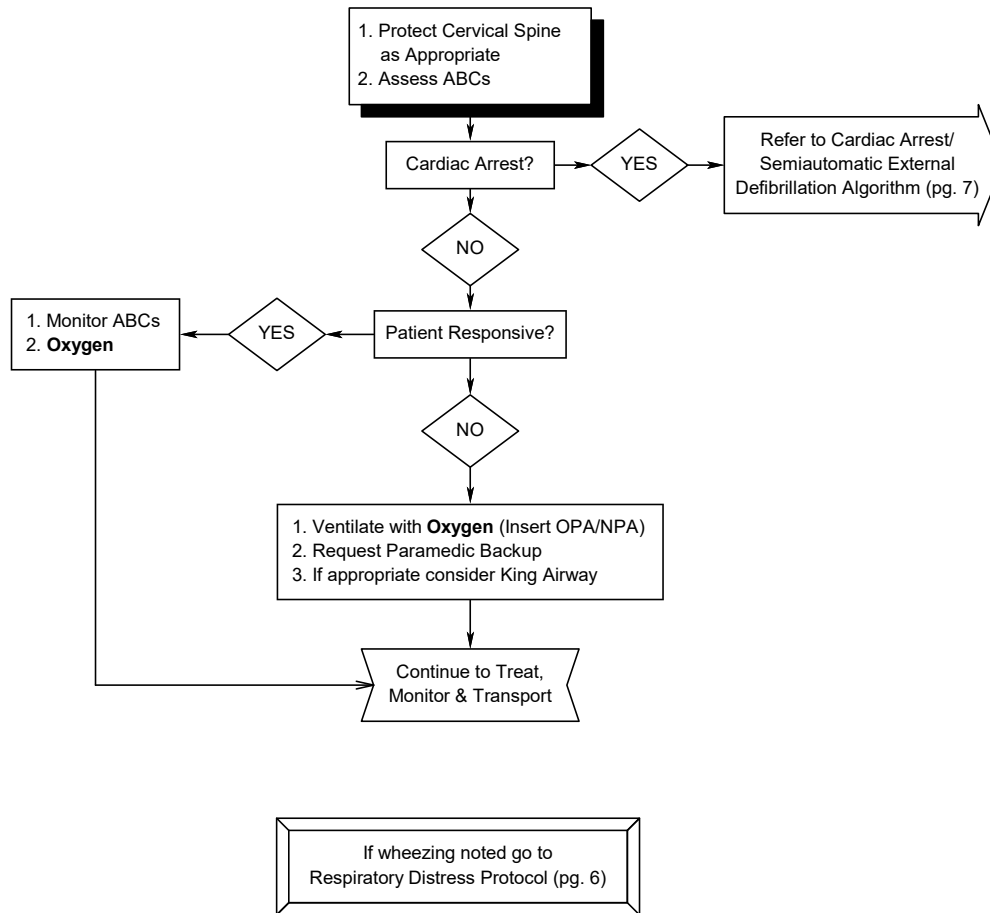 1. Protect Cervical Spine
as Appropriate
2. Assess ABCs
Cardiac Arrest?
YES
Refer to Cardiac Arrest/
Semiautomatic External
Defibrillation Algorithm (pg. 7)
NO
Patient Responsive?
YES
1. Monitor ABCs
2. Oxygen
NO
1. Ventilate with Oxygen (Insert OPA/NPA)
2. Request Paramedic Backup
3. If appropriate consider King Airway
Continue to Treat,
Monitor & Transport
If wheezing noted go to
Respiratory Distress Protocol (pg. 6)